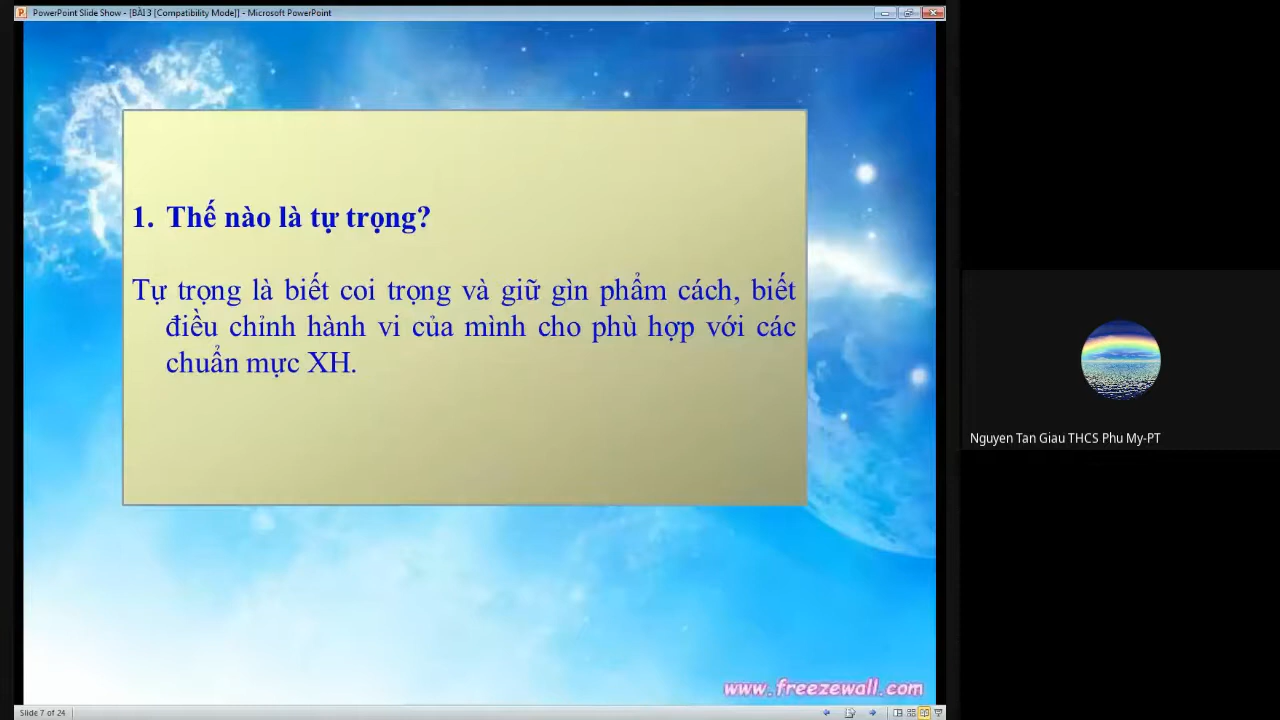 PowerPoint Slide Show - [BÀI 3 [Compatibility Mode]] - Microsoft PowerPoint
1. Thế nào là tự trọng?
Tự trọng là biết coi trọng và giữ gìn phẩm cách, biết
điều chỉnh hành vi của mình cho phù hợp với các
chuẩn mực XH.
Nguyen Tan Giau THCS Phu My-PT
www.freezewall.com
Slide 7 of 24